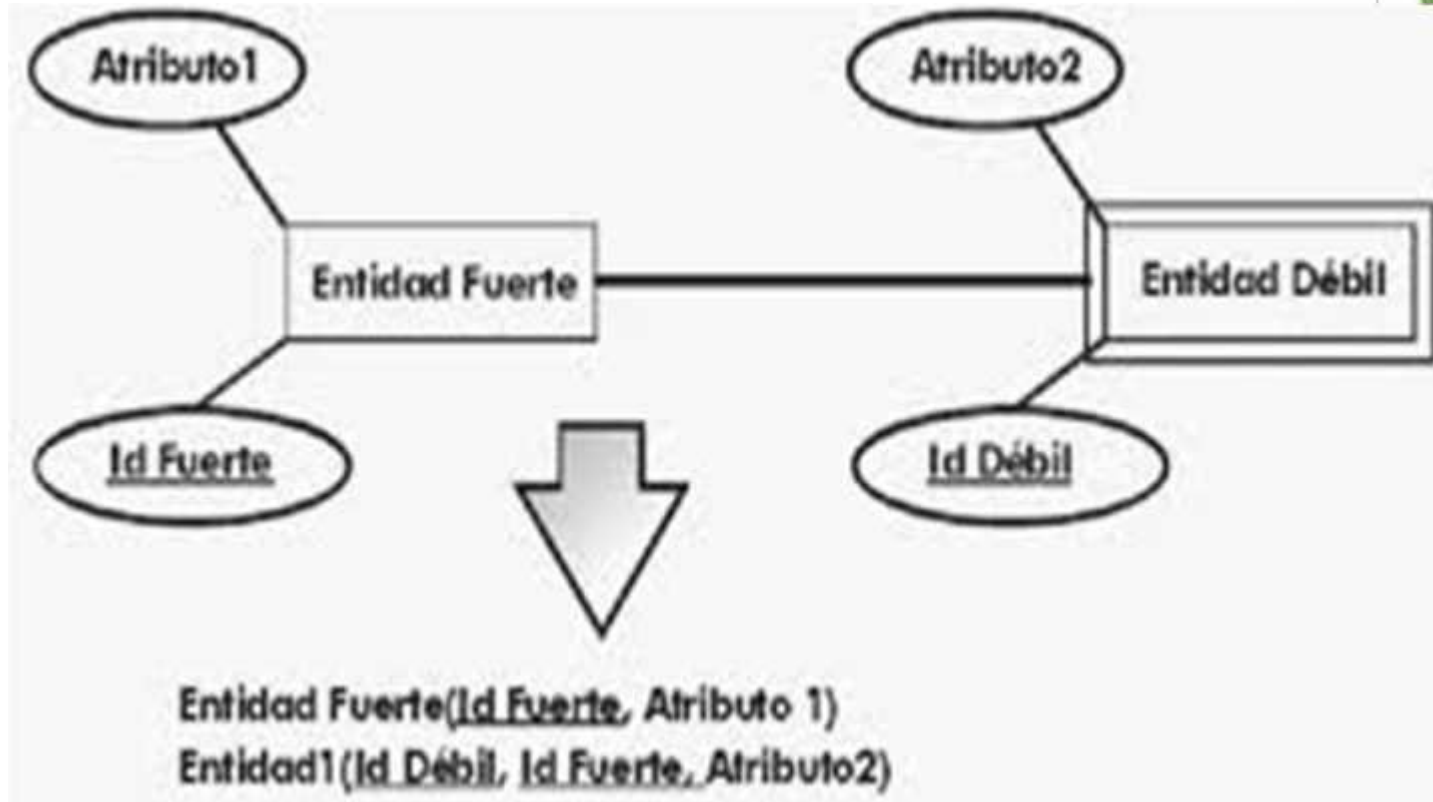 Atributo1
Atributo2
Entidad Fuerte
Entidad Débil
Id Fuerte
Id Débil
Entidad Fuerte(Id Fuerte, Atributo 1)
Entidad1(Id Débil, Id Fuerte, Atributo2)